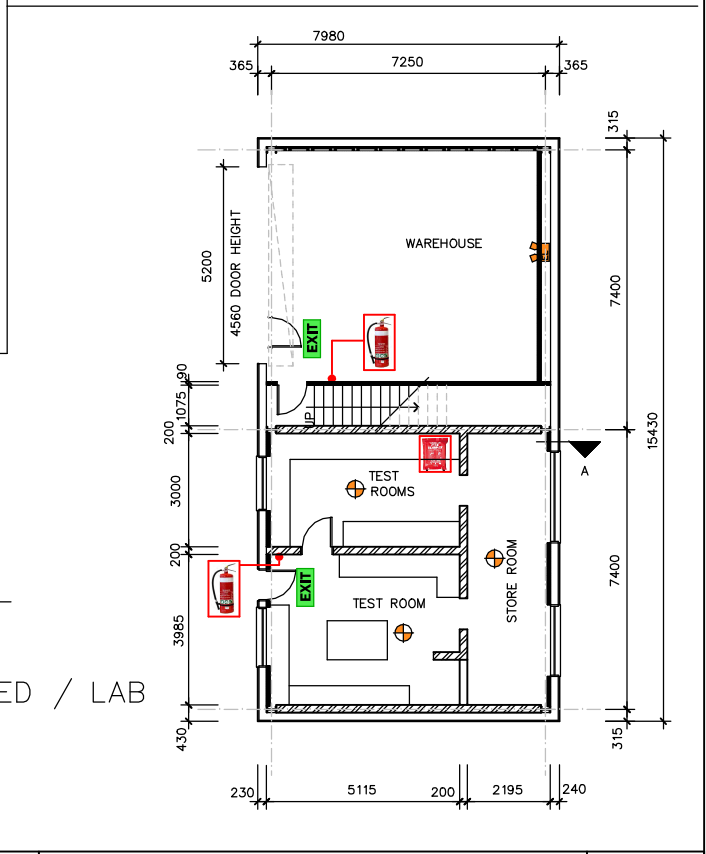 7980
365
7250
365
315
WAREHOUSE
5200
4560 DOOR HEIGHT
7400
EXIT
90
1075
UP
200
15430
A
TEST
ROOMS
3000
200
STORE ROOM
EXIT
TEST ROOM
7400
3985
ED / LAB
430
315
230
5115
200
2195
240